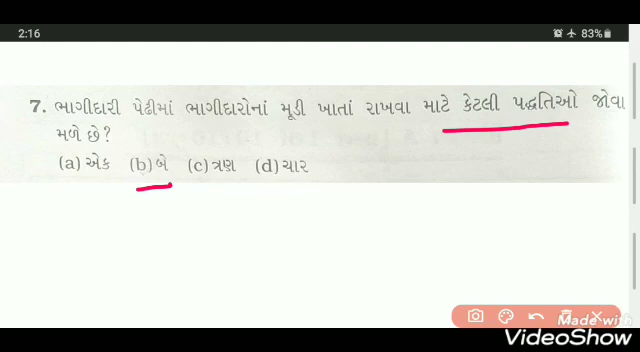 2:16
83%
7. ભાગીદારી પેઢીમાં ભાગીદારોનાં મૂડી ખાતાં રાખવા માટે કેટલી પદ્ધતિઓ જોવા
મળે છે?
(a) એક (b) બે (c) ત્રણ (d) ચાર
Made with
VideoShow